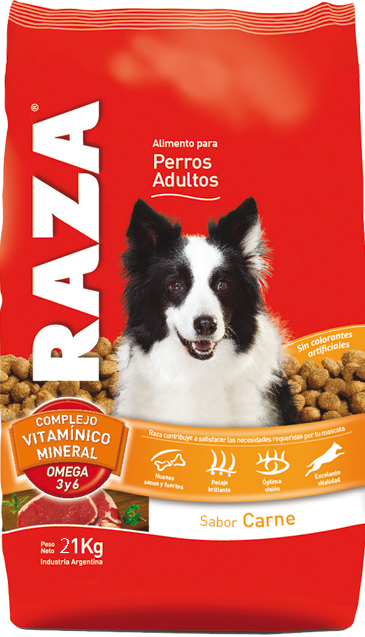 RAZA®
Alimento para
Perros
Adultos
Sin colorantes
artificiales
COMPLEJO
VITAMÍNICO
MINERAL
OMEGA
3 y 6
Raza contribuye a satisfacer las necesidades requeridas por tu mascota
Huesos
sanos y fuertes
Pelaje
brillante
Óptima
visión
Excelente
vitalidad
Sabor Carne
Peso
Neto 21Kg
Industria Argentina